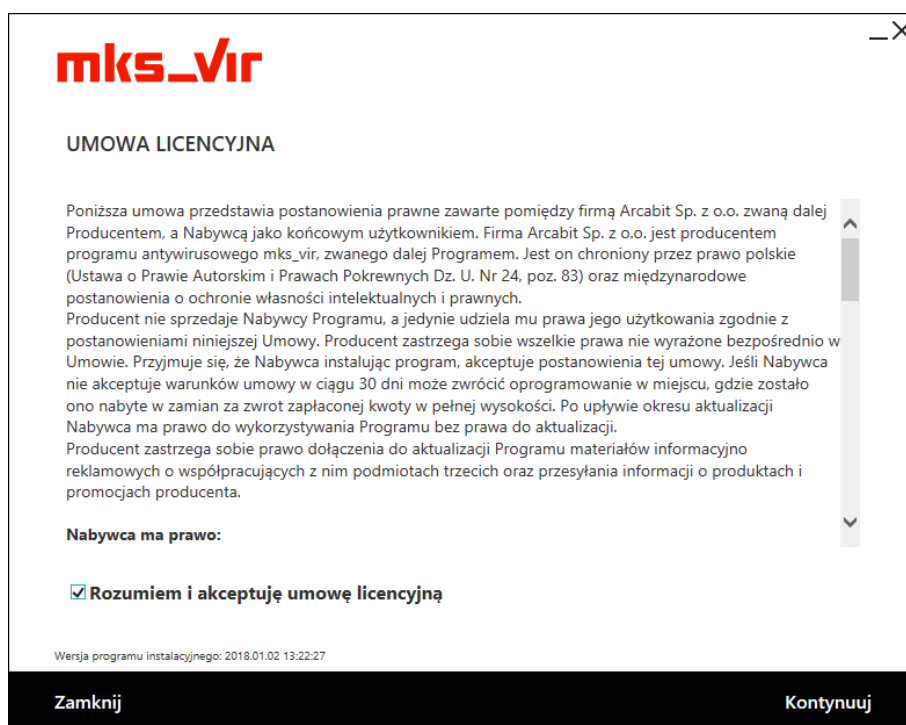 mks_vir
UMOWA LICENCYJNA
Poniższa umowa przedstawia postanowienia prawne zawarte pomiędzy firmą Arcabit Sp. z o.o. zwaną dalej
Producentem, a Nabywcą jako końcowym użytkownikiem. Firma Arcabit Sp. z o.o. jest producentem
programu antywirusowego mks_vir, zwanego dalej Programem. Jest on chroniony przez prawo polskie
(Ustawa o Prawie Autorskim i Prawach Pokrewnych Dz. U. Nr 24, poz. 83) oraz międzynarodowe
postanowienia o ochronie własności intelektualnych i prawnych.
Producent nie sprzedaje Nabywcy Programu, a jedynie udziela mu prawa jego użytkowania zgodnie z
postanowieniami niniejszej Umowy. Producent zastrzega sobie wszelkie prawa nie wyrażone bezpośrednio w
Umowie. Przyjmuje się, że Nabywca instalując program, akceptuje postanowienia tej umowy. Jeśli Nabywca
nie akceptuje warunków umowy w ciągu 30 dni może zwrócić oprogramowanie w miejscu, gdzie zostało
ono nabyte w zamian za zwrot zapłaconej kwoty w pełnej wysokości. Po upływie okresu aktualizacji
Nabywca ma prawo do wykorzystywania Programu bez prawa do aktualizacji.
Producent zastrzega sobie prawo dołączenia do aktualizacji Programu materiałów informacyjno
reklamowych o współpracujących z nim podmiotach trzecich oraz przesyłania informacji o produktach i
promocjach producenta.
Nabywca ma prawo:
Rozumiem i akceptuję umowę licencyjną
Wersja programu instalacyjnego: 2018.01.02 13:22:27
Zamknij
Kontynuuj